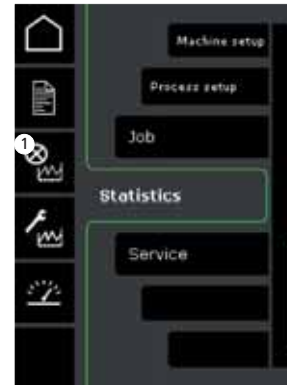 Machine setup
Process setup
1
Job
Statistics
Service